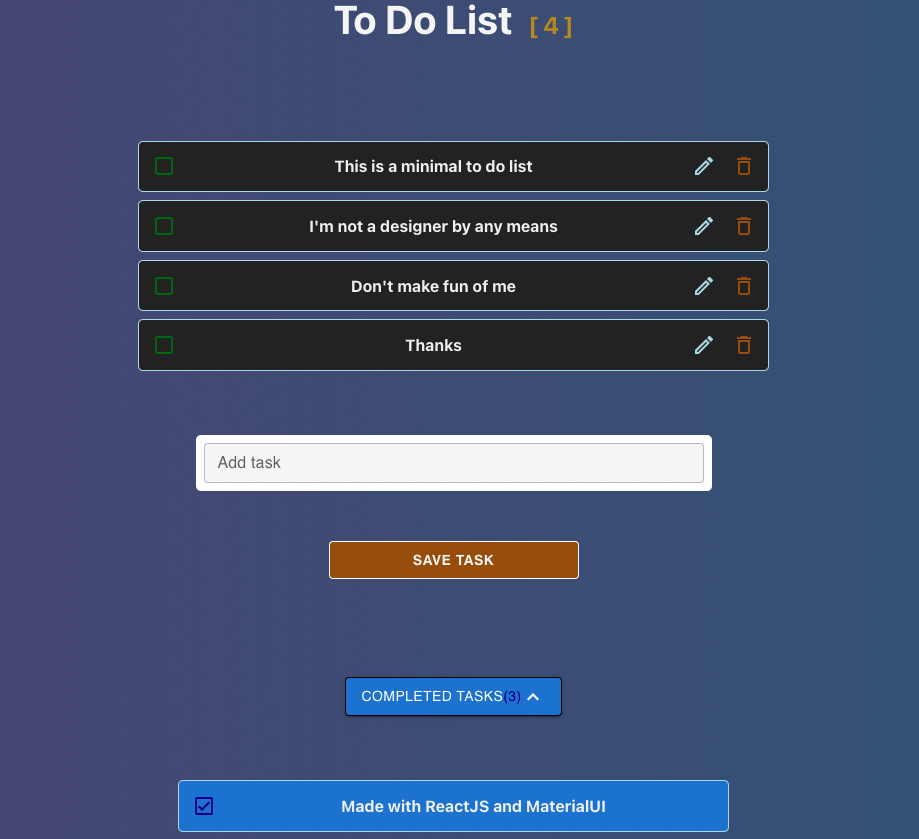 To Do List [ 4 ]
This is a minimal to do list
I'm not a designer by any means
Don't make fun of me
Thanks
Add task
SAVE TASK
COMPLETED TASKS(3)
Made with ReactJS and MaterialUI